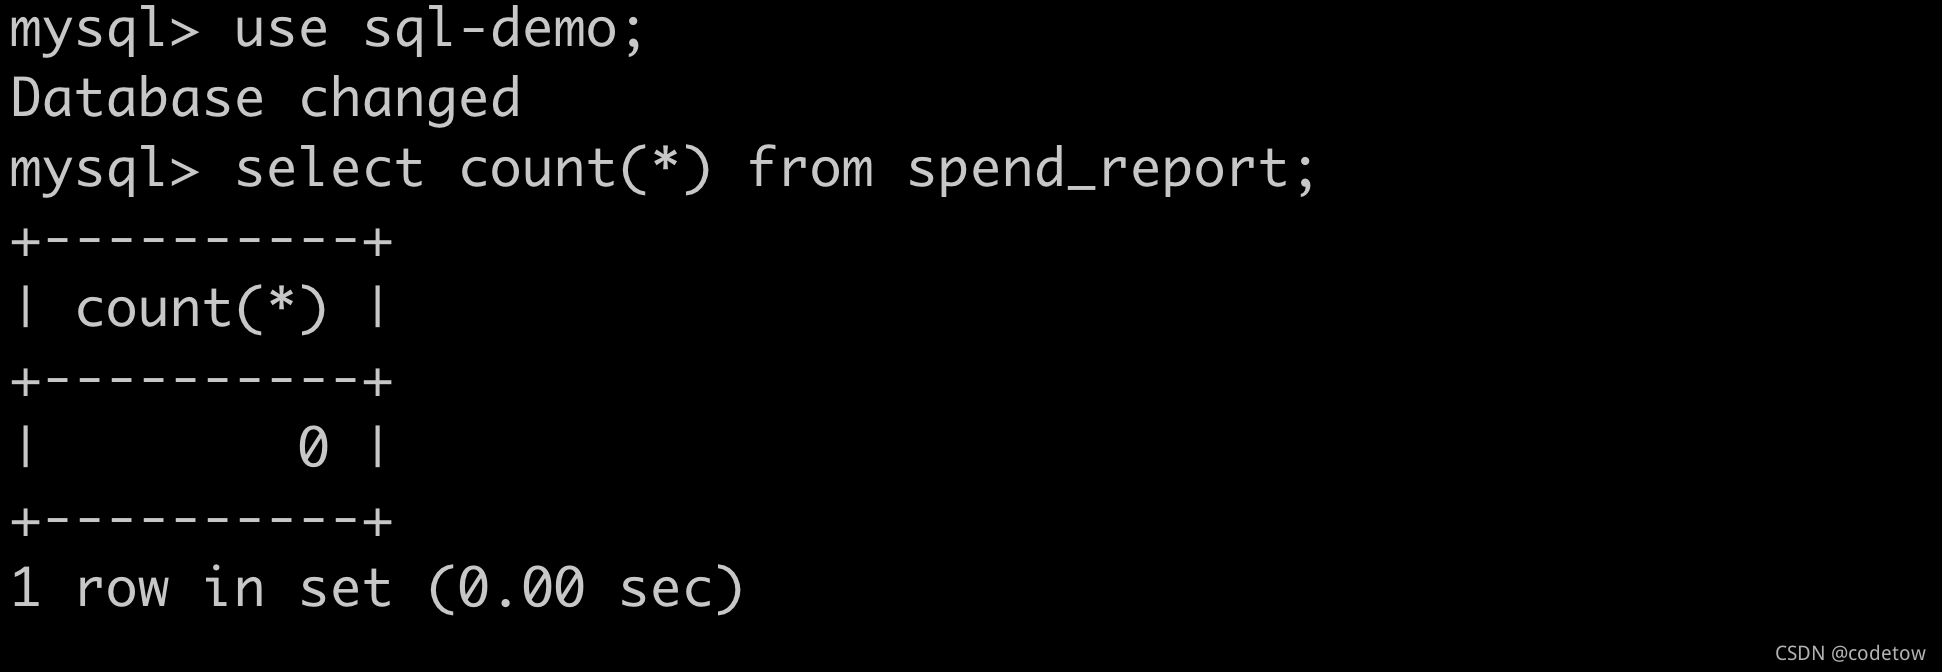 mysql> use sql-demo;
Database changed
mysql> select count(*) from spend_report;
+----------+
| count(*) |
+----------+
|        0 |
+----------+
1 row in set (0.00 sec)
CSDN @codetow